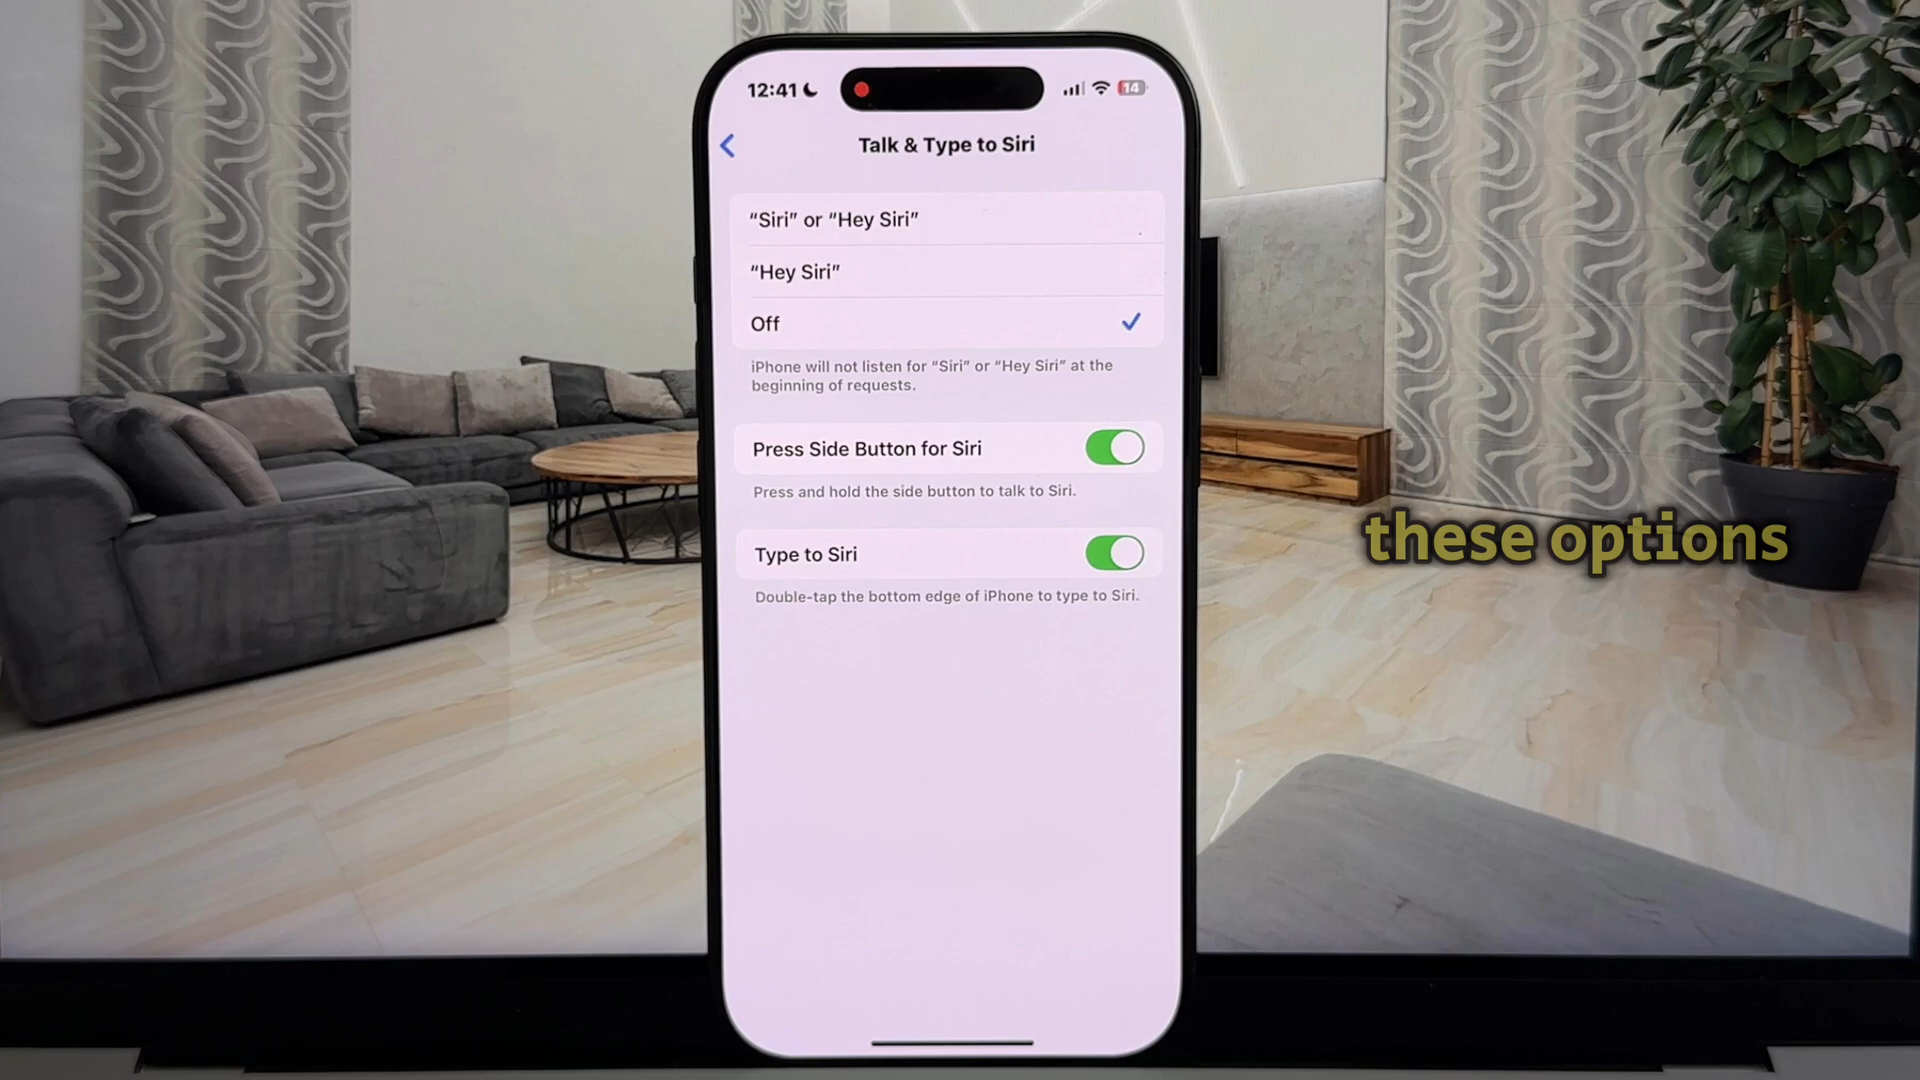 12:41
14
Talk & Type to Siri
“Siri” or “Hey Siri”
“Hey Siri”
Off
iPhone will not listen for “Siri” or “Hey Siri” at the
beginning of requests.
Press Side Button for Siri
Press and hold the side button to talk to Siri.
these options
Type to Siri
Double-tap the bottom edge of iPhone to type to Siri.